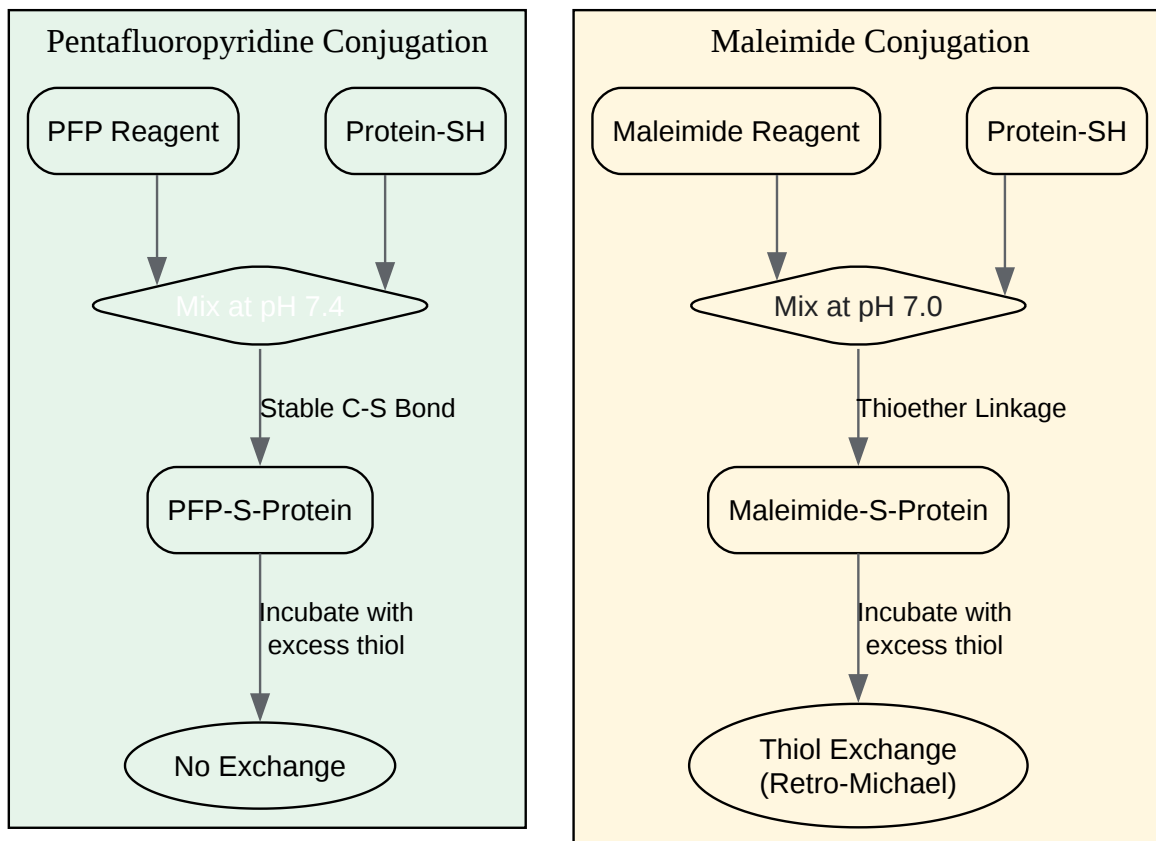 Pentafluoropyridine Conjugation
PFP Reagent
Protein-SH
Mix at pH 7.4
Stable C-S Bond
PFP-S-Protein
Incubate with
excess thiol
No Exchange
Maleimide Conjugation
Maleimide Reagent
Protein-SH
Mix at pH 7.0
Thioether Linkage
Maleimide-S-Protein
Incubate with
excess thiol
Thiol Exchange
(Retro-Michael)